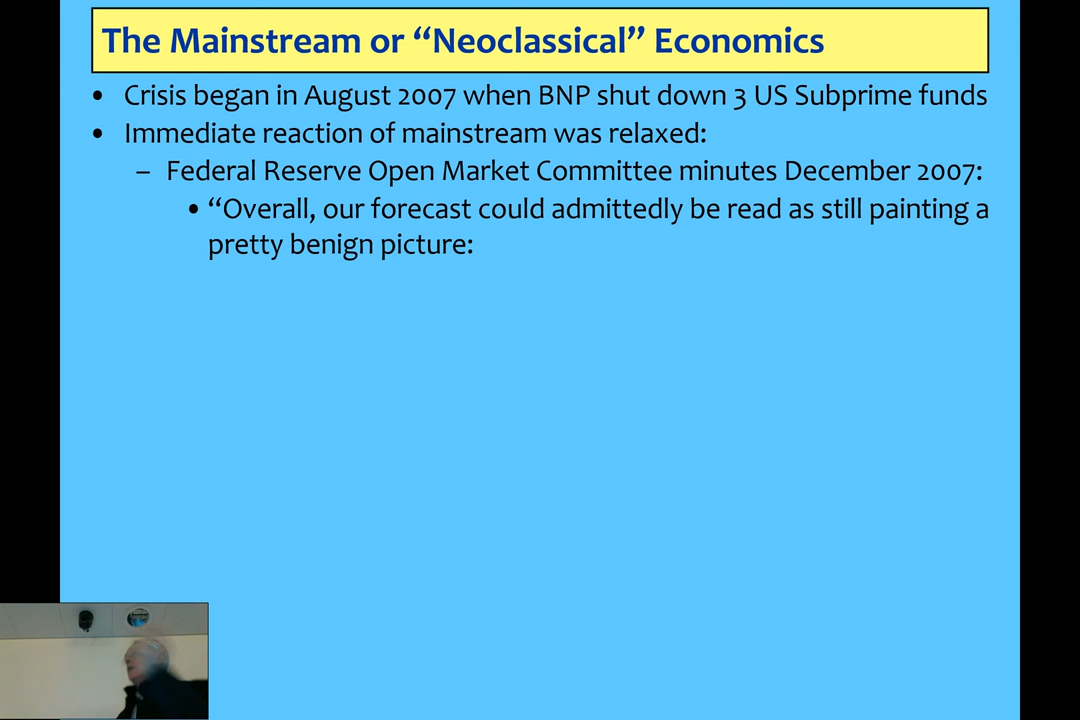 The Mainstream or “Neoclassical” Economics
• Crisis began in August 2007 when BNP shut down 3 US Subprime funds
• Immediate reaction of mainstream was relaxed:
– Federal Reserve Open Market Committee minutes December 2007:
• “Overall, our forecast could admittedly be read as still painting a
pretty benign picture: